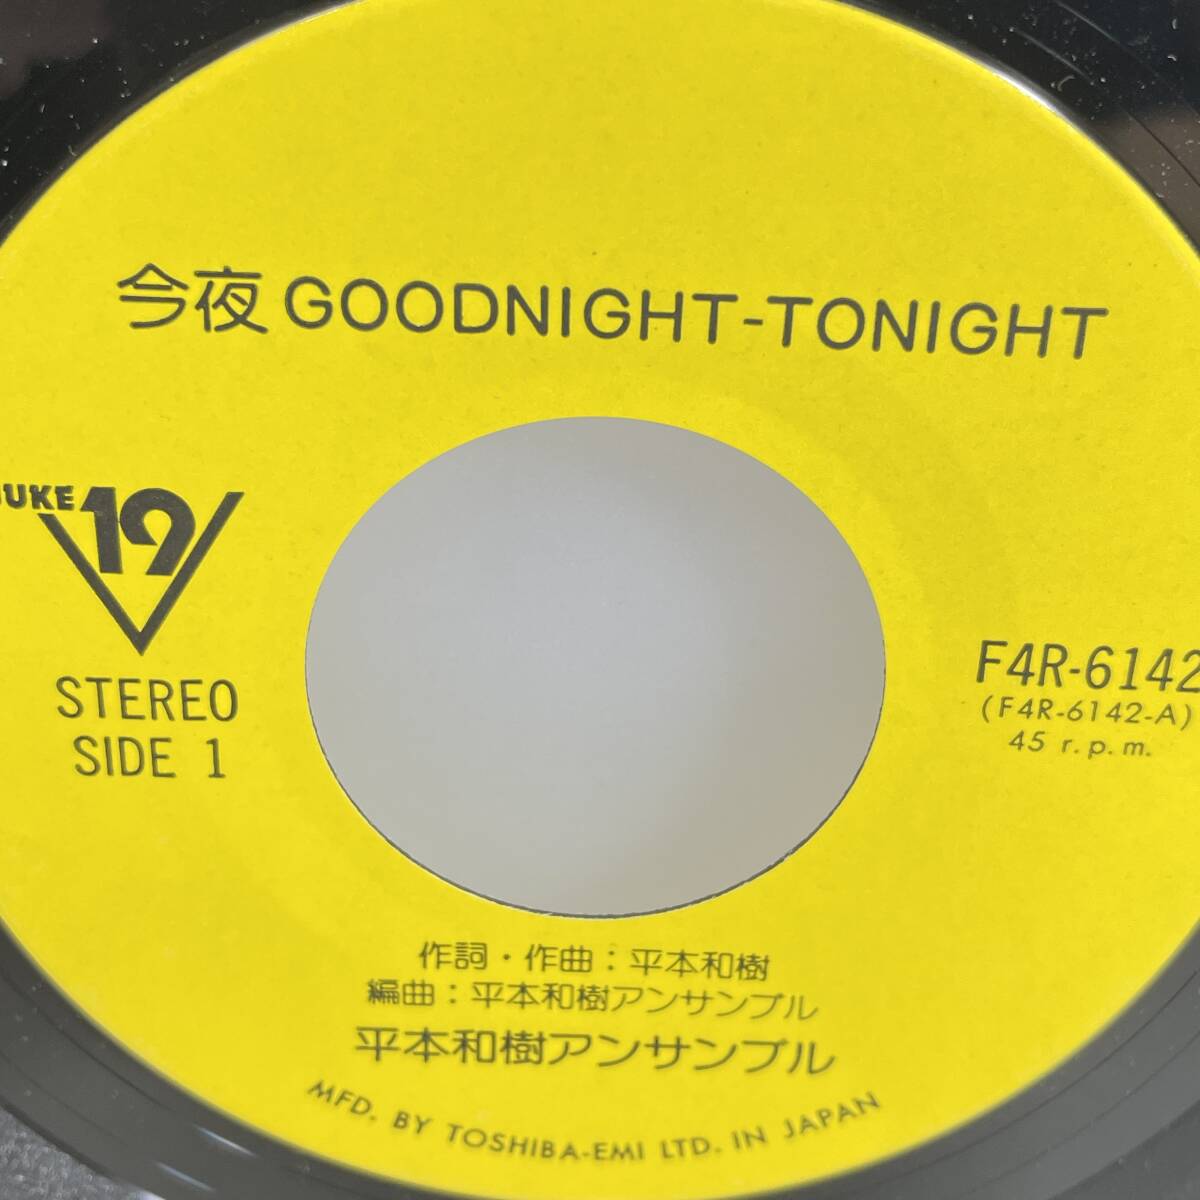 今夜 GOODNIGHT-TONIGHT
JUKE 19
STEREO
SIDE 1
F4R-6142
(F4R-6142-A)
45 r.p.m.
作詞・作曲：平本和樹
編曲：平本和樹アンサンブル
平本和樹アンサンブル
MFD. BY TOSHIBA-EMI LTD. IN JAPAN